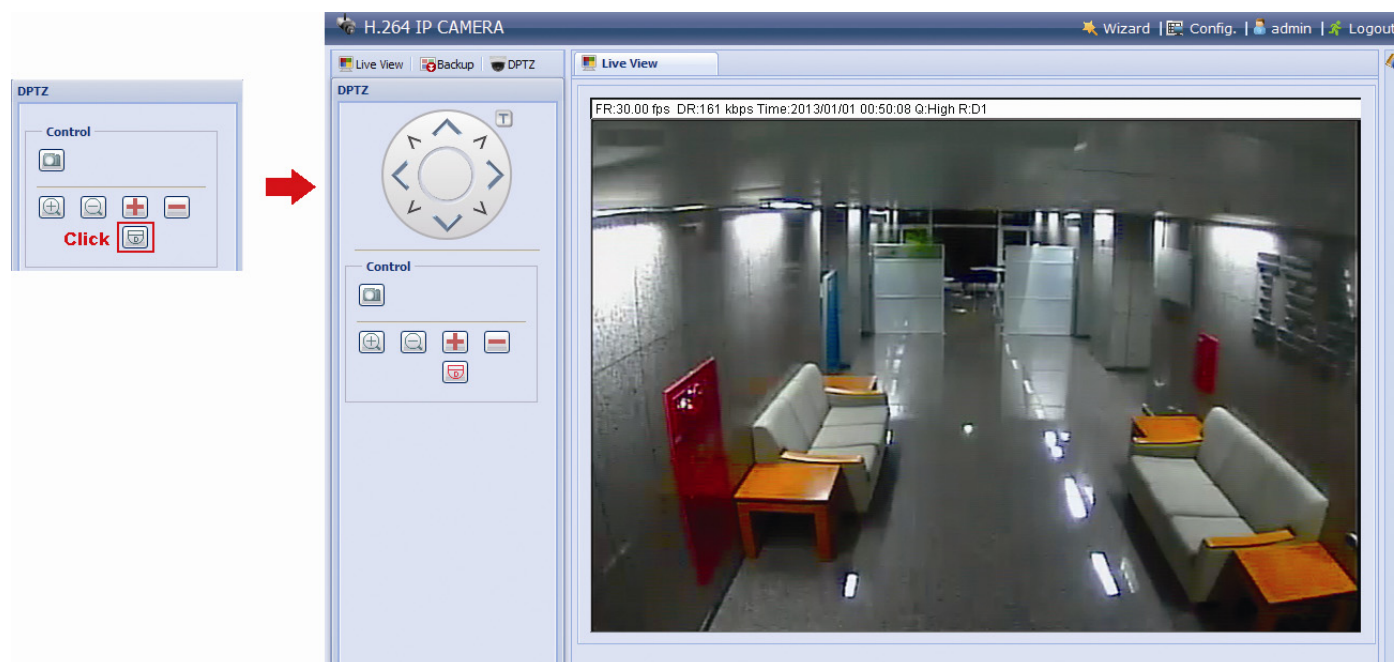 DPTZ
Control
Click
H.264 IP CAMERA
Wizard | Config. | admin | Logout
Live View Backup DPTZ
DPTZ
T
Control
Live View
FR:30.00 fps DR:161 kbps Time:2013/01/01 00:50:08 Q:High R:D1